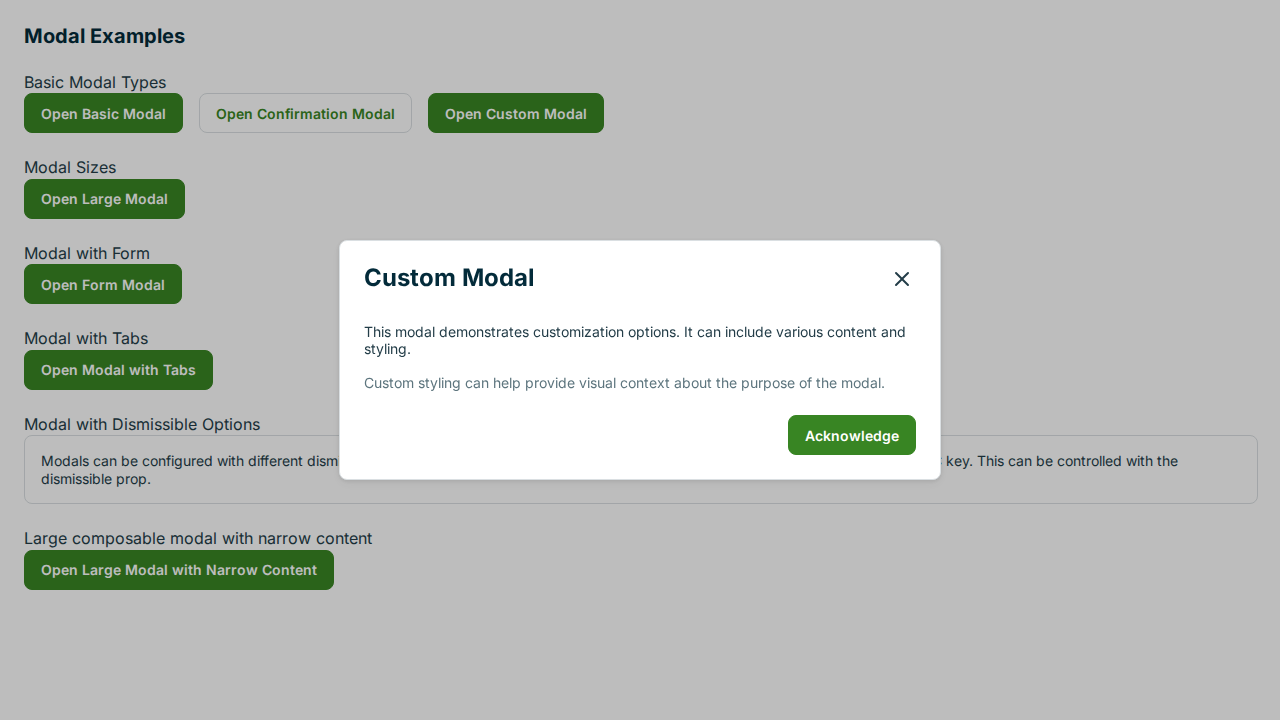 Modal Examples
Basic Modal Types
Open Basic Modal
Open Confirmation Modal
Open Custom Modal
Modal Sizes
Open Large Modal
Modal with Form
Open Form Modal
Modal with Tabs
Open Modal with Tabs
Modal with Dismissible Options
Modals can be configured with different
key. This can be controlled with the
dismissible prop.
Large composable modal with narrow content
Open Large Modal with Narrow Content
Custom Modal
This modal demonstrates customization options. It can include various content and
styling.
Custom styling can help provide visual context about the purpose of the modal.
Acknowledge